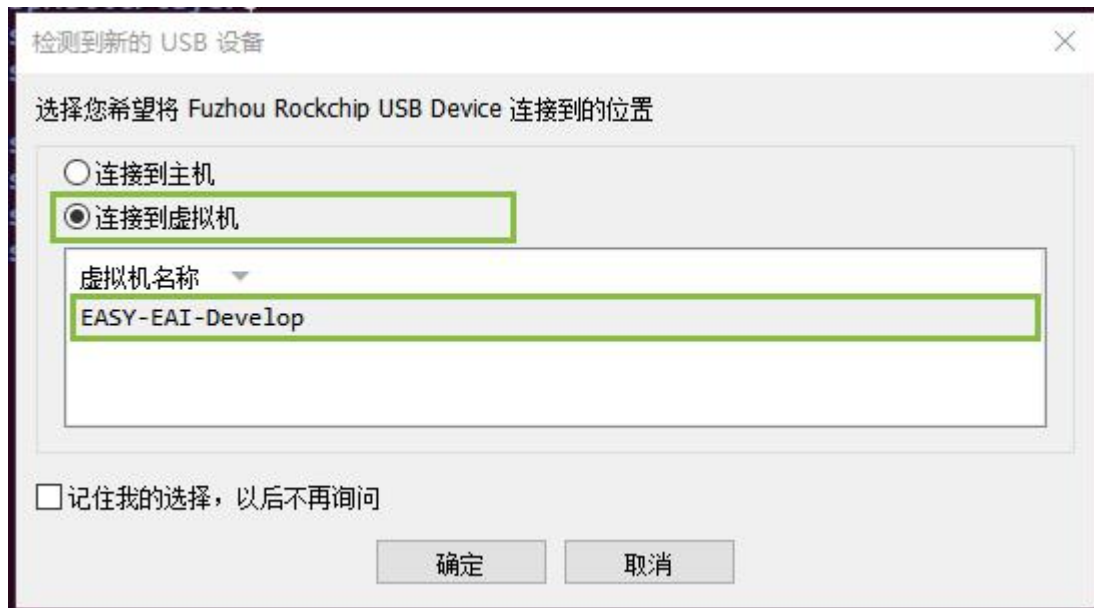 检测到新的 USB 设备
选择您希望将 Fuzhou Rockchip USB Device 连接到的位置
连接到主机
连接到虚拟机
虚拟机名称
EASY-EAI-Develop
记住我的选择，以后不再询问
确定 取消